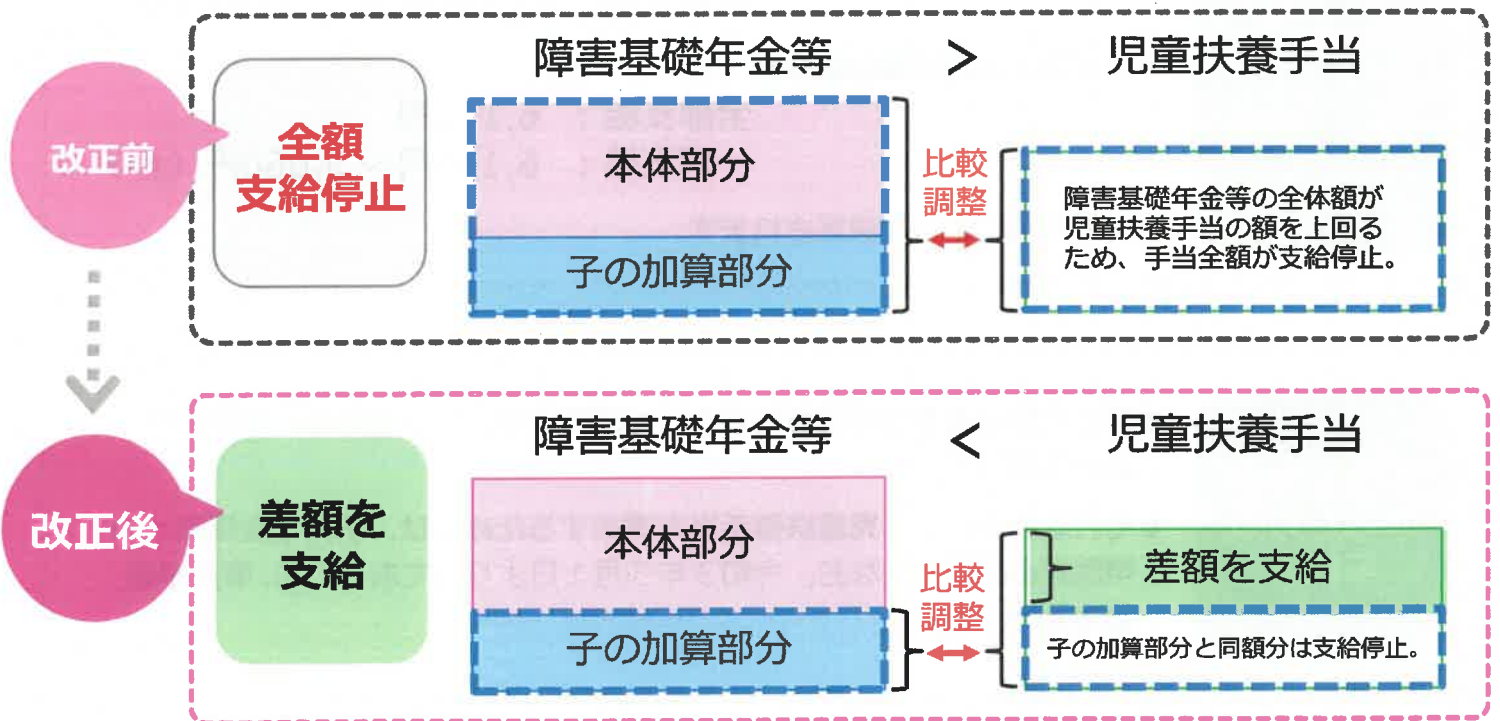 障害基礎年金等 > 児童扶養手当
改正前
全額
支給停止
本体部分
子の加算部分
比較
調整
障害基礎年金等の全体額が
児童扶養手当の額を上回る
ため、手当全額が支給停止。
障害基礎年金等 < 児童扶養手当
改正後
差額を
支給
本体部分
子の加算部分
比較
調整
差額を支給
子の加算部分と同額分は支給停止。